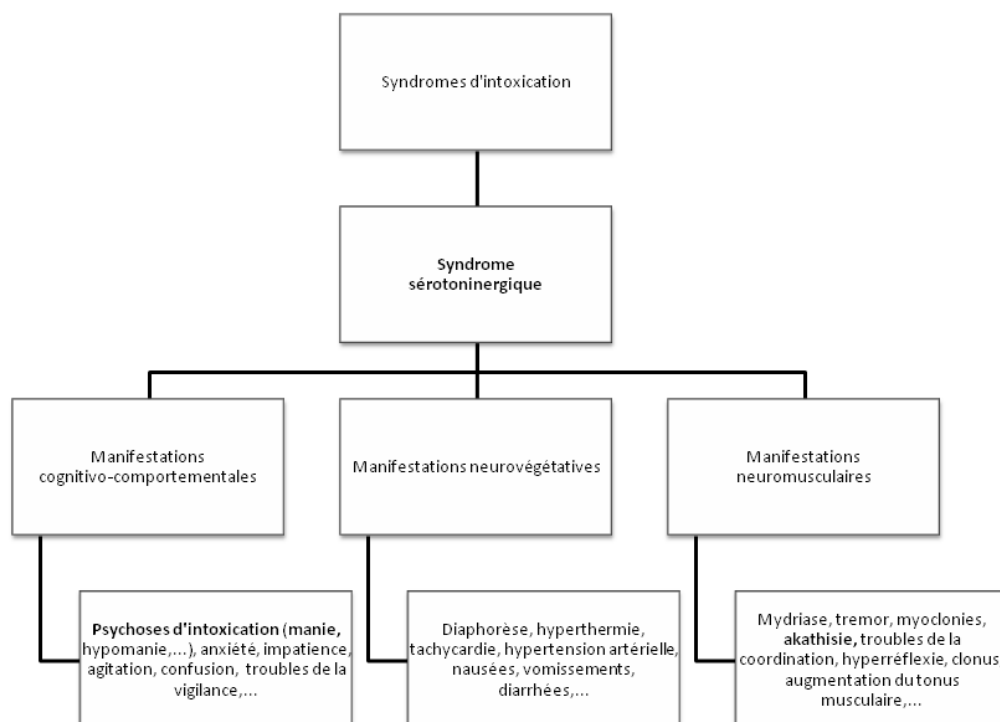 Syndromes d'intoxication
Syndrome
sérotoninergique
Manifestations
cognitivo-comportementales
Manifestations neurovégétatives
Manifestations
neuromusculaires
Psychoses d'intoxication (manie,
hypomanie,...), anxiété, impatience,
agitation, confusion, troubles de la
vigilance,...
Diaphorèse, hyperthermie,
tachycardie, hypertension artérielle,
nausées, vomissements,
diarrhées,...
Mydriase, tremor, myoclonies,
akathisie, troubles de la
coordination, hyperréflexie, clonus,
augmentation du tonus
musculaire,...